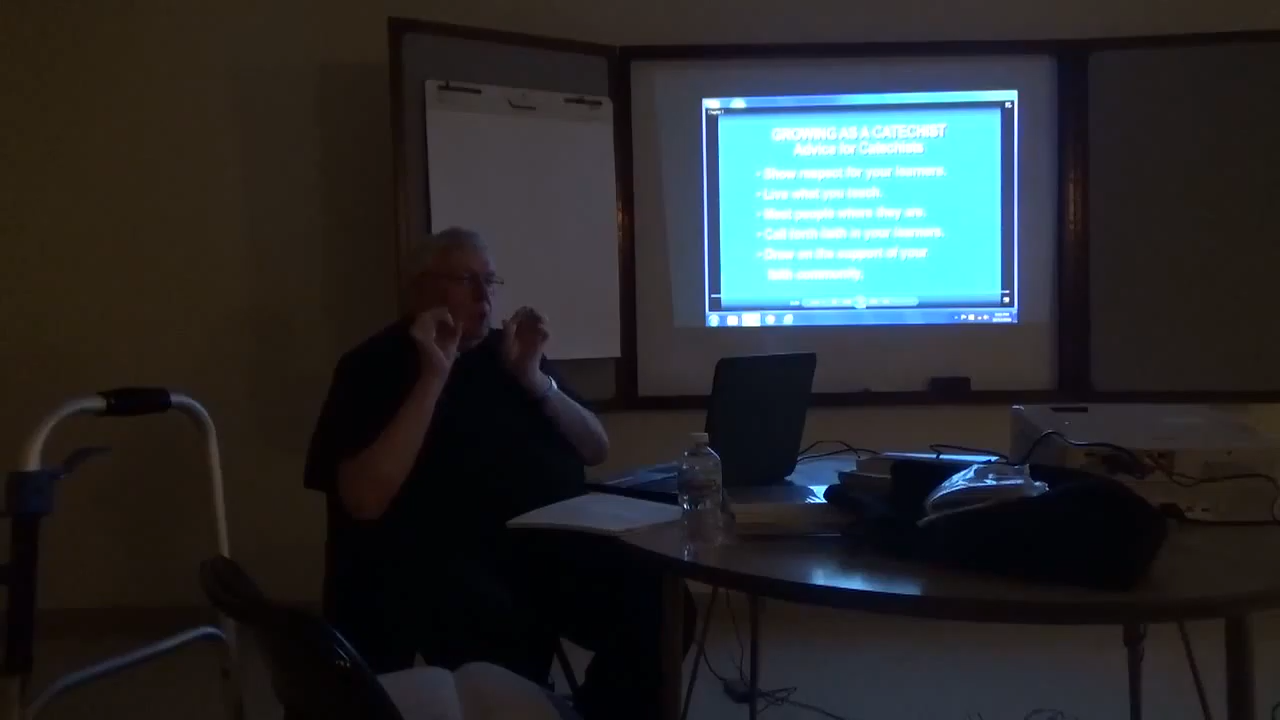 GROWING AS A CATECHIST
Advice for Catechists
- Show respect for your learners.
- Live what you teach.
- Meet people where they are.
- Call forth faith in your learners.
- Draw on the support of your
faith community.